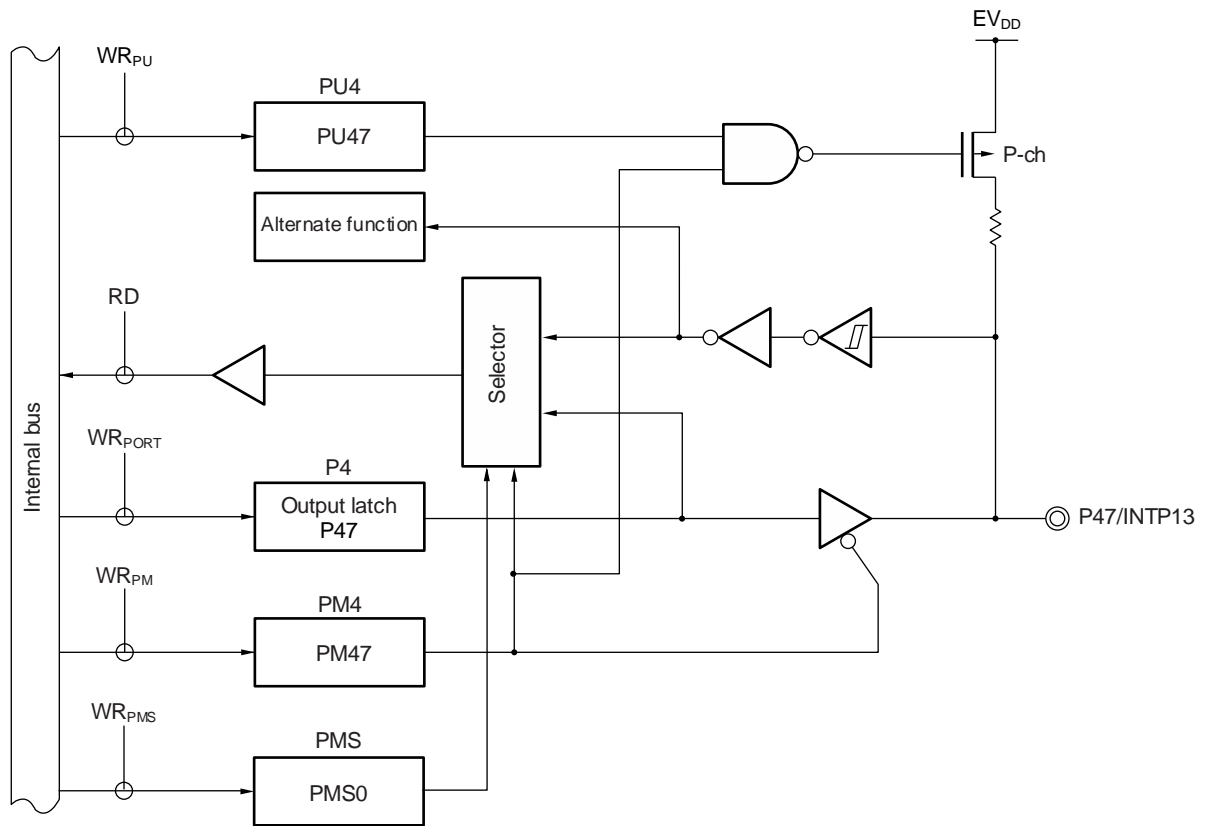 EVDD
WRPU
PU4
PU47
P-ch
Alternate function
RD
Selector
Internal bus
WRPORT
P4
Output latch
P47
P47/INTP13
WRPM
PM4
PM47
WRPMS
PMS
PMS0